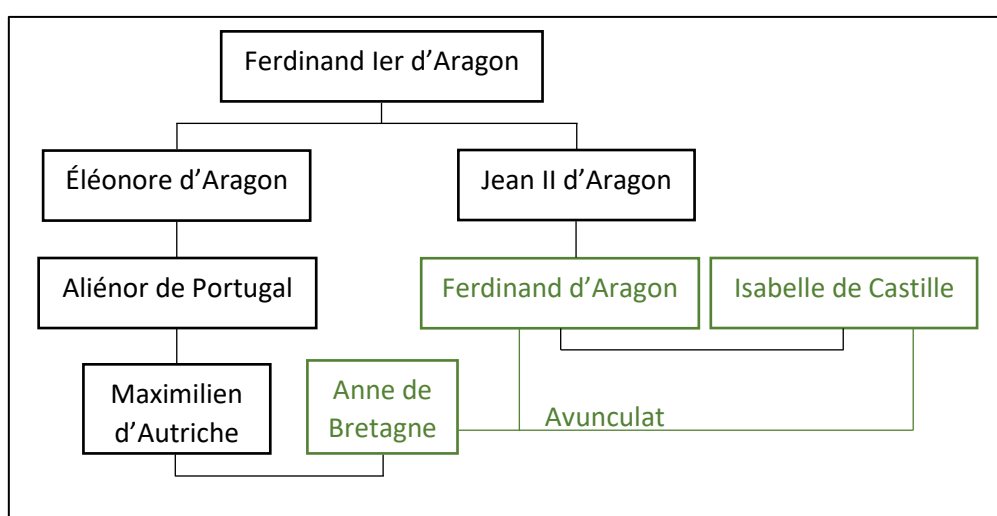 Ferdinand Ier d’Aragon
Éléonore d’Aragon
Jean II d’Aragon
Aliénor de Portugal
Ferdinand d’Aragon
Isabelle de Castille
Maximilien
d’Autriche
Anne de
Bretagne
Avunculat